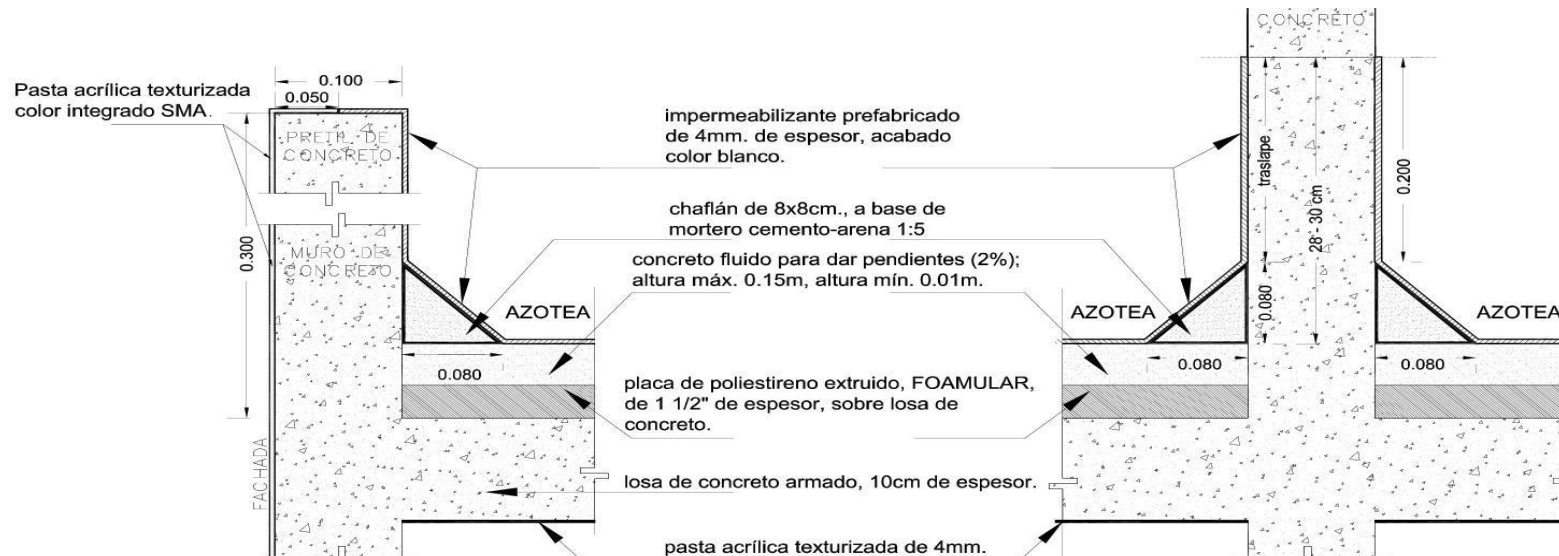 Pasta acrílica texturizada
color integrado SMA.
0.100
0.050
PRETIL DE
CONCRETO
MURO DE
CONCRETO
0.300
FACHADA
0.080
AZOTEA
impermeabilizante prefabricado
de 4mm. de espesor, acabado
color blanco.
chaflán de 8x8cm., a base de
mortero cemento-arena 1:5
concreto fluido para dar pendientes (2%);
altura máx. 0.15m, altura mín. 0.01m.
placa de poliestireno extruido, FOAMULAR,
de 1 1/2" de espesor, sobre losa de
concreto.
losa de concreto armado, 10cm de espesor.
pasta acrílica texturizada de 4mm.
CONCRETO
traslape
28 - 30 cm
0.200
0.080
AZOTEA
0.080
AZOTEA
0.080